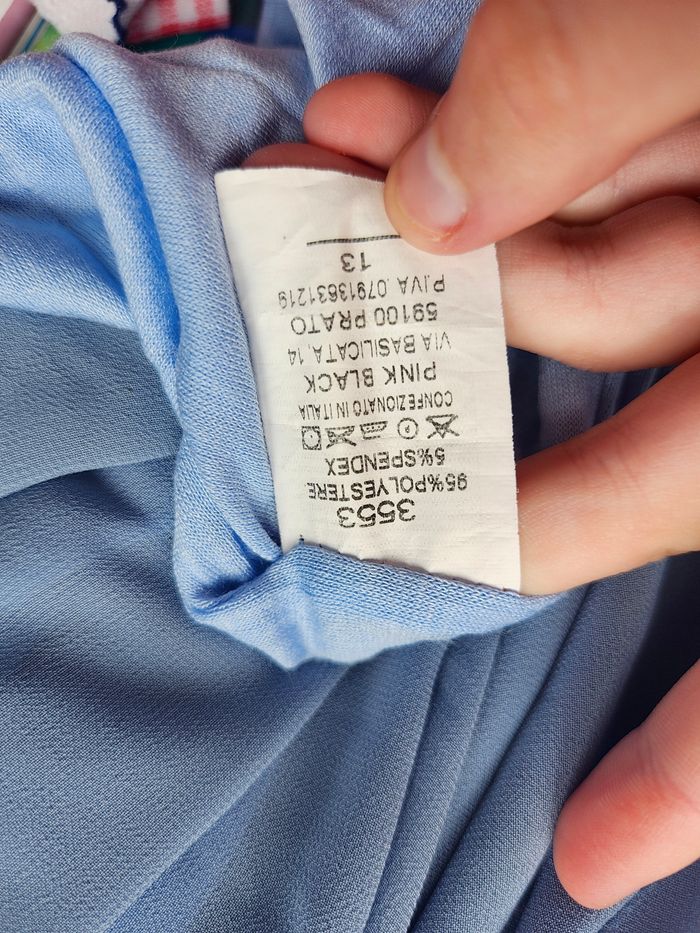 3553
95%POLYESTERE
5%SPENDEX
CONFEZIONATO IN ITALIA
PINK BLACK
VIA BASILICATA, 14
59100 PRATO
P.IVA .07913631219
13